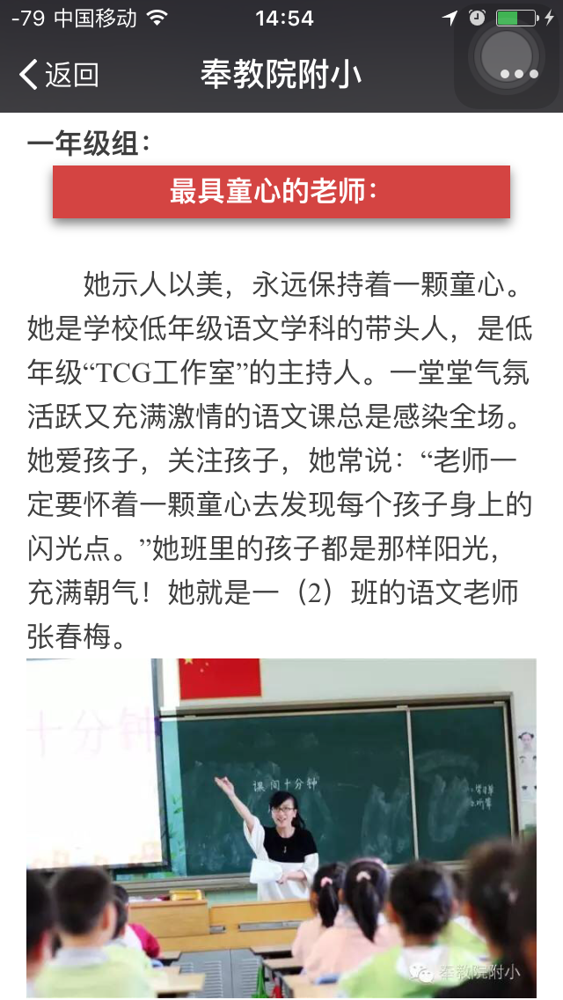 -79 中国移动 14:54
返回 奉教院附小
一年级组：
最具童心的老师：
她示人以美，永远保持着一颗童心。
她是学校低年级语文学科的带头人，是低
年级“TCG工作室”的主持人。一堂堂气氛
活跃又充满激情的语文课总是感染全场。
她爱孩子，关注孩子，她常说：“老师一
定要怀着一颗童心去发现每个孩子身上的
闪光点。”她班里的孩子都是那样阳光，
充满朝气！她就是一（2）班的语文老师
张春梅。
十分钟
课间十分钟
奉教院附小